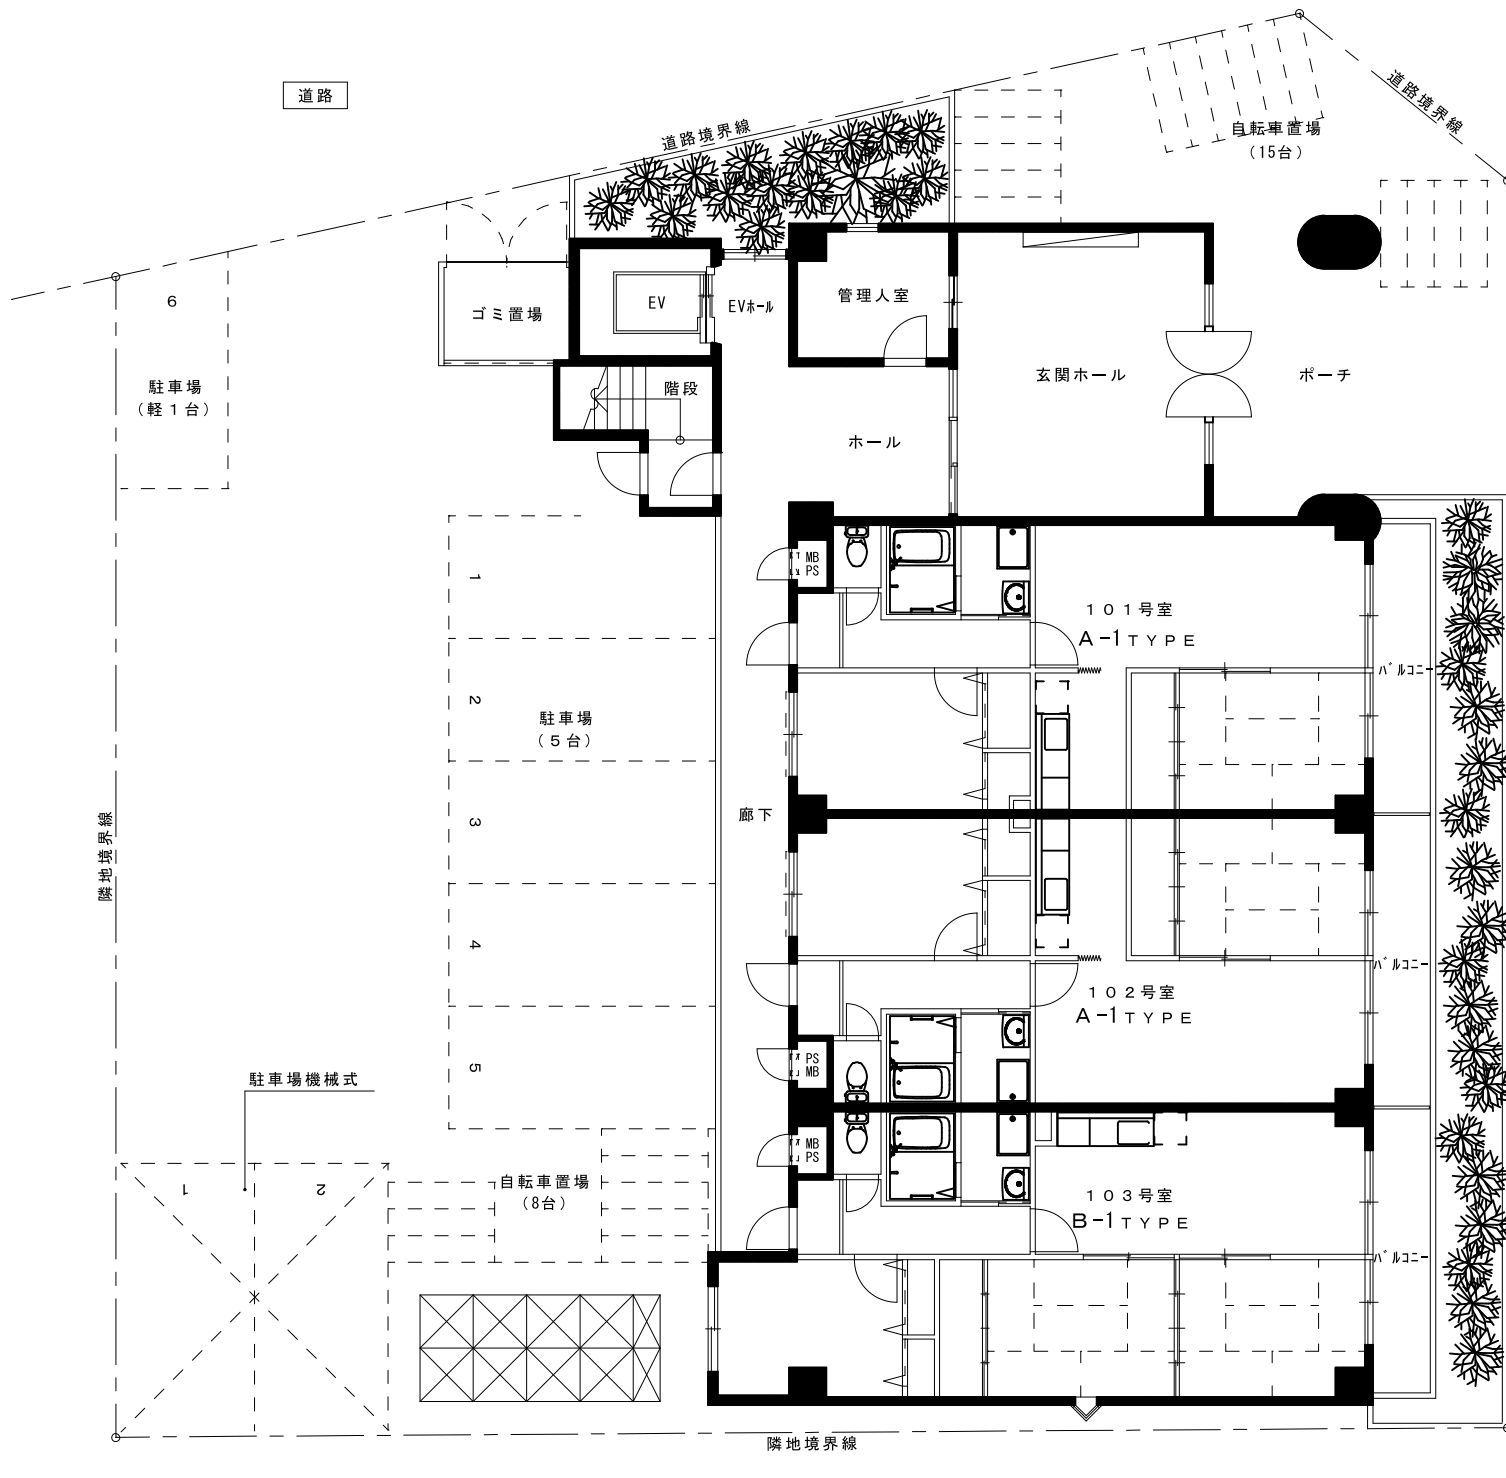 道路
道路境界線
道路境界線
自転車置場
(15台)
6
駐車場
(軽1台)
ゴミ置場
EV
EVホール
管理人室
玄関ホール
ポーチ
階段
ホール
MB
PS
101号室
A-1TYPE
バルコニー
1
2
駐車場
(5台)
3
4
5
廊下
隣地境界線
バルコニー
102号室
A-1TYPE
PS
MB
駐車場機械式
MB
PS
1
2
自転車置場
(8台)
103号室
B-1TYPE
バルコニー
隣地境界線